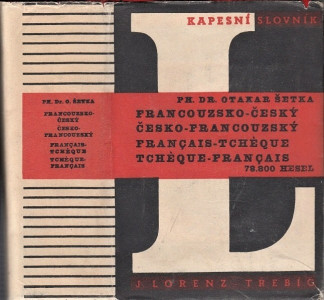 PH. DR. O. ŠETKA
FRANCOUZSKO-
ČESKÝ
ČESKO-
FRANCOUZSKÝ
FRANÇAIS-
TCHÈQUE
TCHÈQUE-
FRANÇAIS
KAPESNÍ SLOVNÍK
L
PH. DR. OTAKAR ŠETKA
FRANCOUZSKO-ČESKÝ
ČESKO-FRANCOUZSKÝ
FRANÇAIS-TCHÈQUE
TCHÈQUE-FRANÇAIS
78.800 HESEL
J. LORENZ-TŘEBÍČ